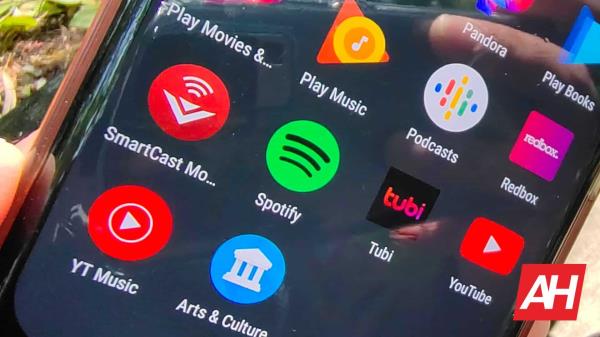 Play Movies &...
Play Music
Pandora
Play Books
SmartCast Mo...
Spotify
Podcasts
redbox.
Redbox
YT Music
Arts & Culture
tubi
Tubi
YouTube
AH